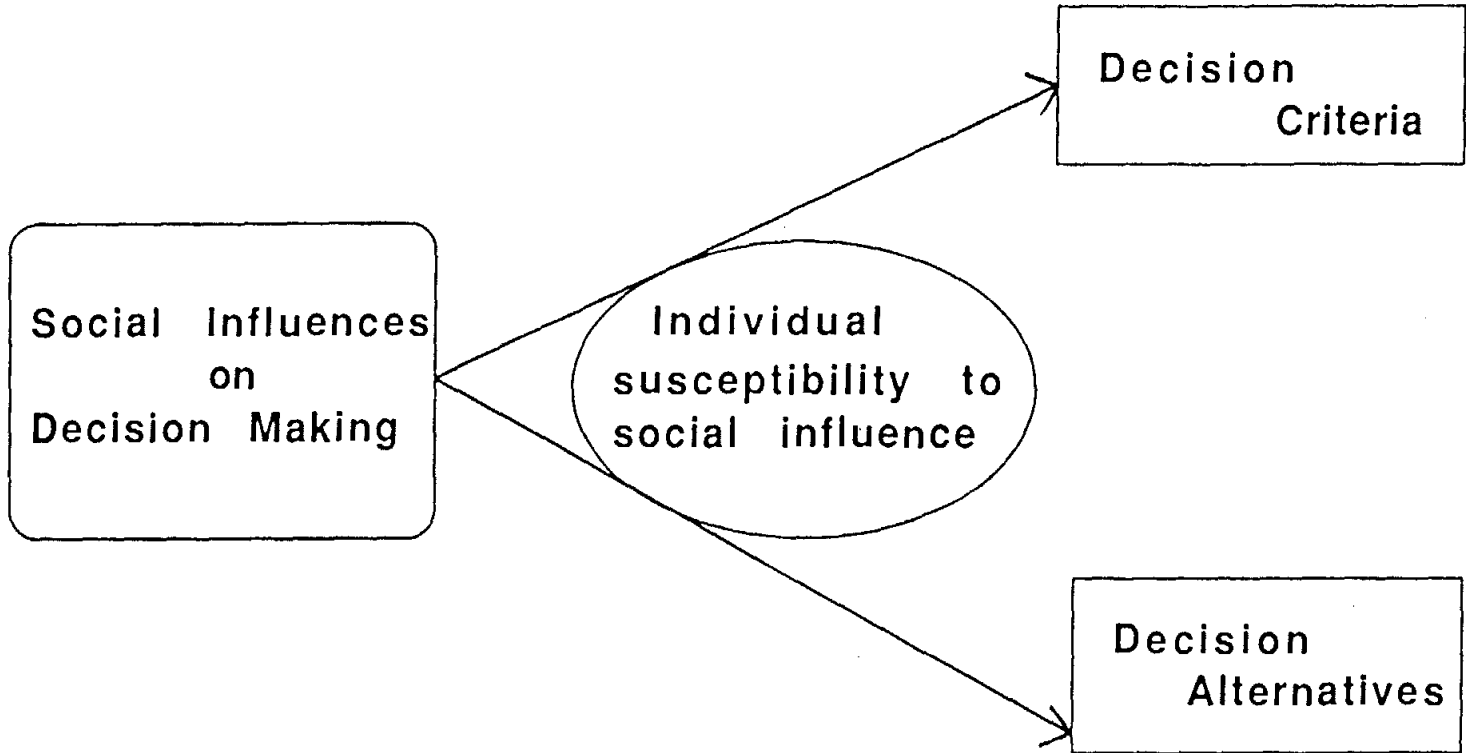 Decision
Criteria
Social Influences
on
Decision Making
Individual
susceptibility to
social influence
Decision
Alternatives